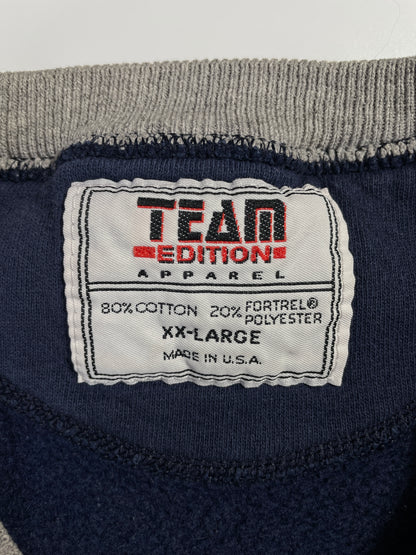 TEAM
EDITION
APPAREL
80% COTTON 20% FORTREL®
POLYESTER
XX-LARGE
MADE IN U.S.A.